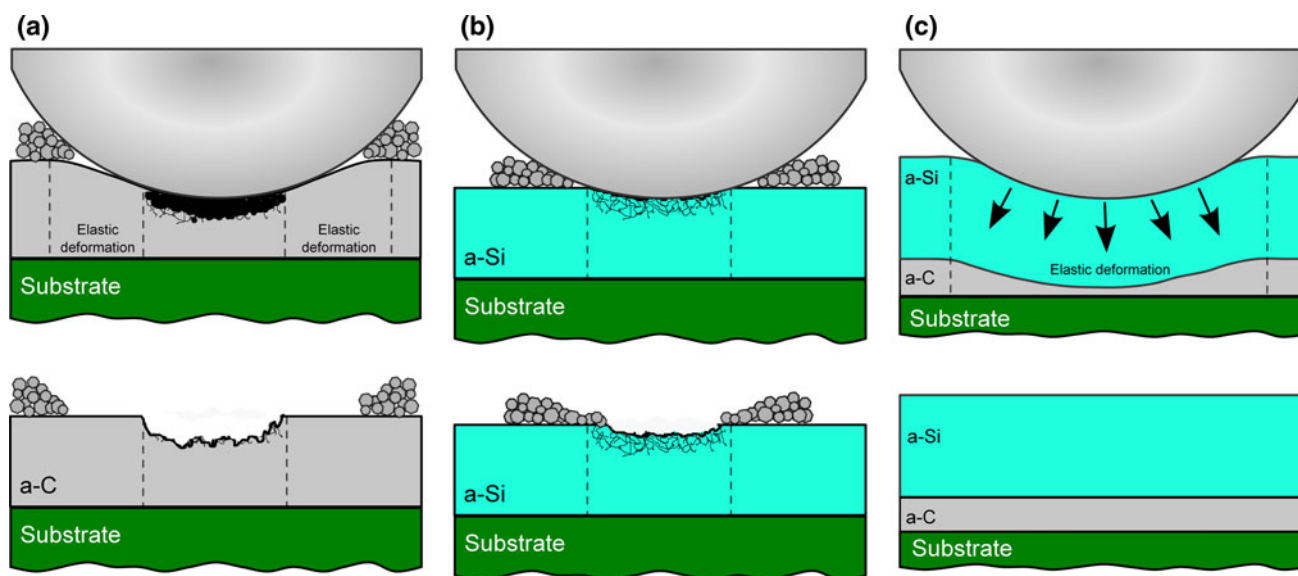 (a)
Elastic
deformation
Elastic
deformation
Substrate
a-C
Substrate
(b)
a-Si
Substrate
a-Si
Substrate
(c)
a-Si
Elastic deformation
a-C
Substrate
a-Si
a-C
Substrate